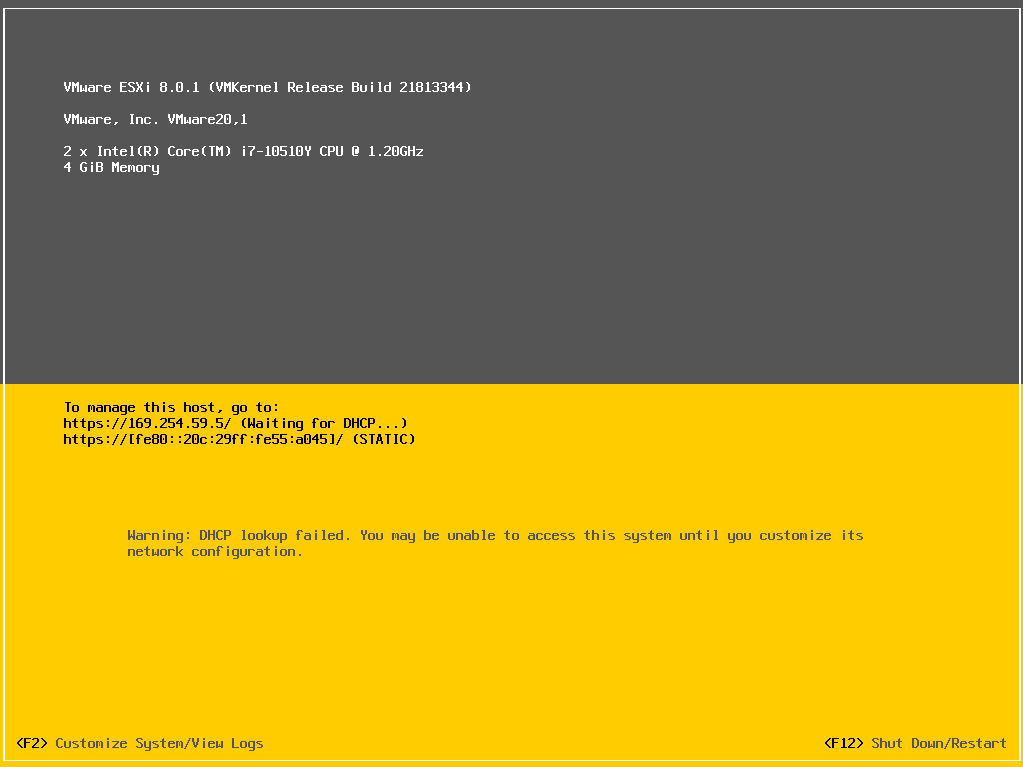 VMware ESXi 8.0.1 (VMKernel Release Build 21813344)
VMware, Inc. VMware20,1
2 x Intel(R) Core(TM) i7-10510Y CPU @ 1.20GHz
4 GiB Memory
To manage this host, go to:
https://169.254.59.5/ (Waiting for DHCP...)
https://[fe80::20c:29ff:fe55:a045]/ (STATIC)
Warning: DHCP lookup failed. You may be unable to access this system until you customize its
network configuration.
<F2> Customize System/View Logs
<F12> Shut Down/Restart